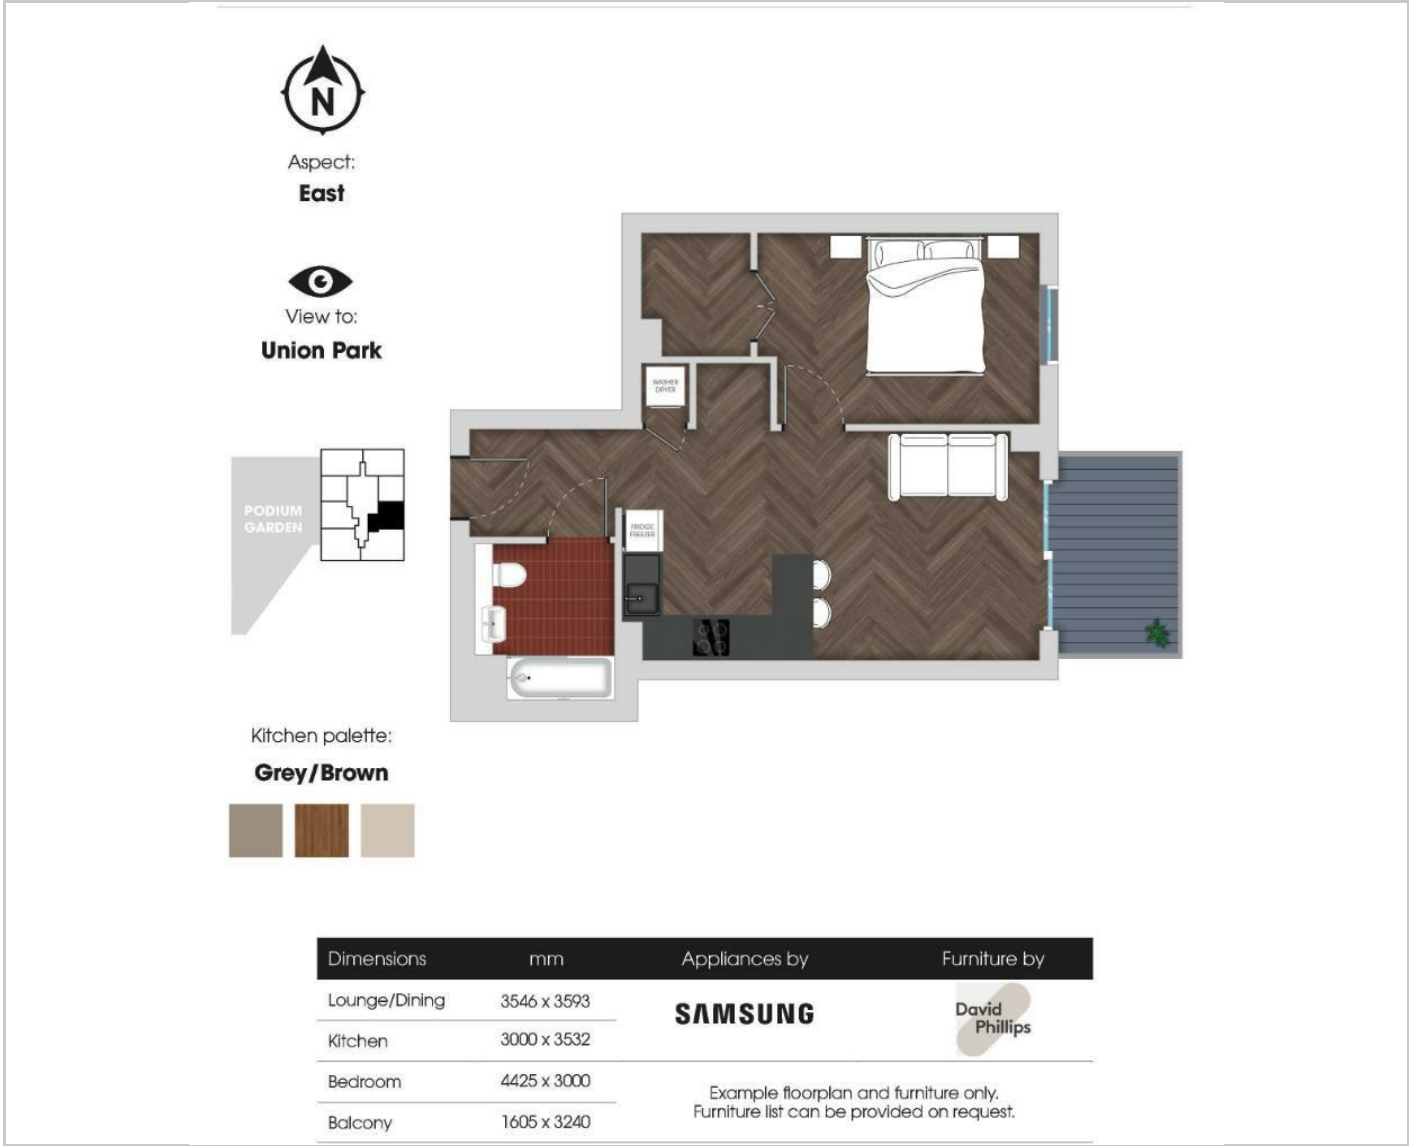 N
Aspect:
East
View to:
Union Park
PODIUM
GARDEN
WASHER
DRYER
FRIDGE
FREEZER
Kitchen palette:
Grey/Brown
Dimensions mm Appliances by Furniture by
Lounge/Dining 3546 x 3593
SAMSUNG
David
Phillips
Kitchen 3000 x 3532
Bedroom 4425 x 3000
Example floorplan and furniture only.
Furniture list can be provided on request.
Balcony 1605 x 3240